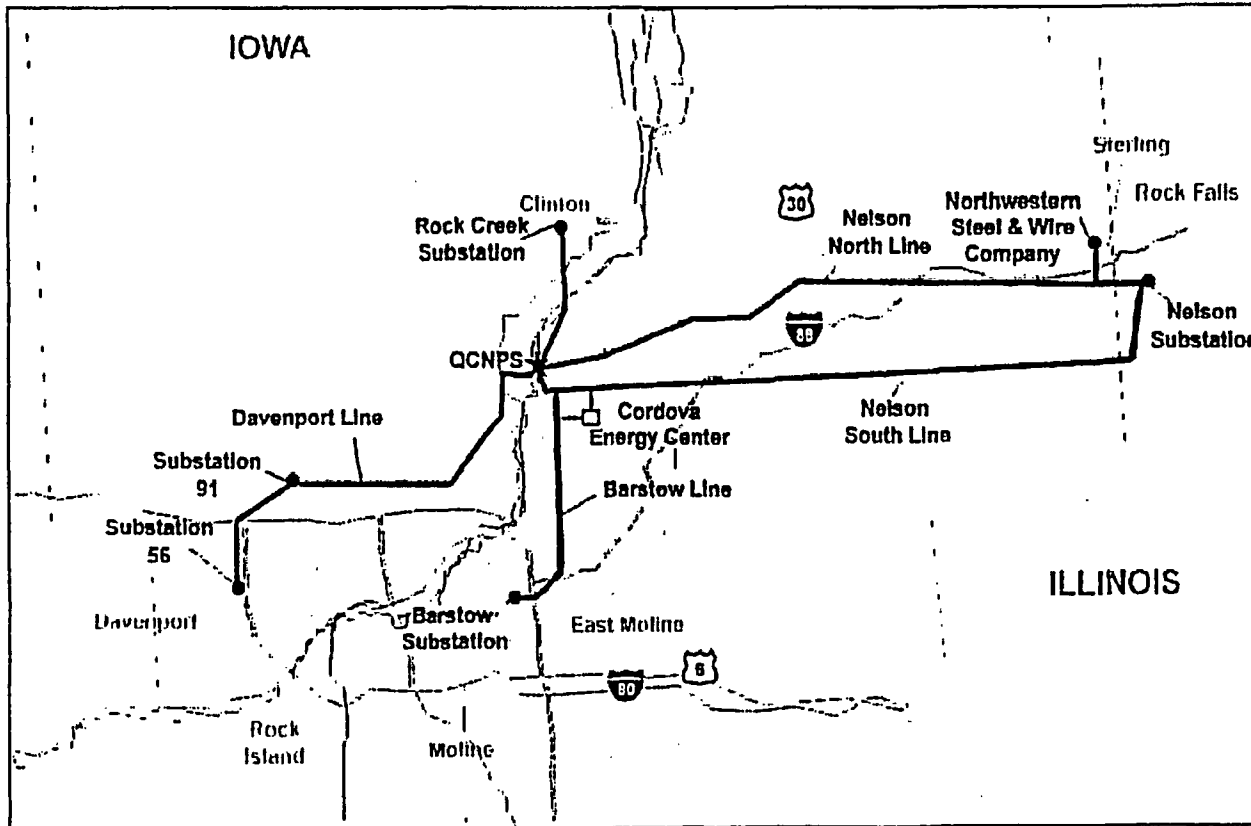 IOWA
Sterling
Rock Falls
Clinton
Rock Creek
Substation
30
Nelson
North Line
Northwestern
Steel & Wire
Company
Nelson
Substation
88
QCNPS
Cordova
Energy Center
Nelson
South Line
Davenport Line
Substation
91
Barstow Line
Substation
56
ILLINOIS
Davenport
Barstow
Substation
East Moline
6
80
Rock
Island
Moline